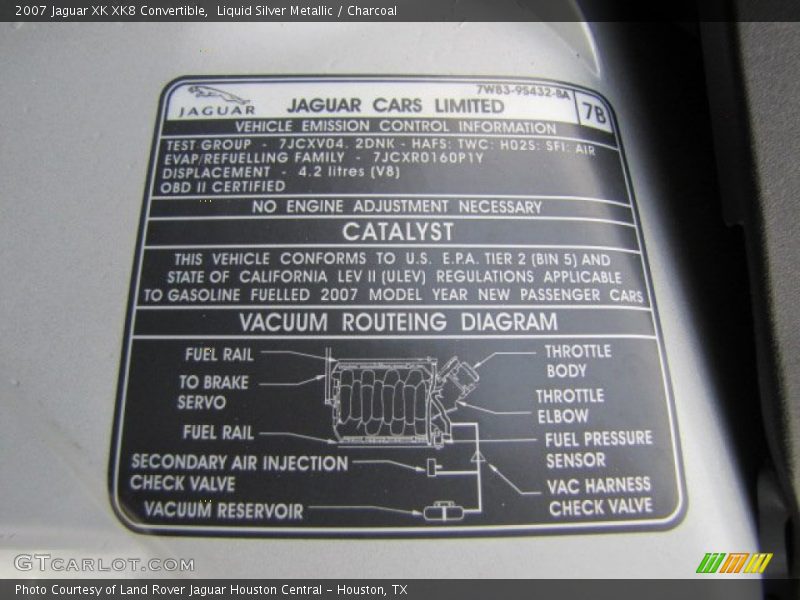 2007 Jaguar XK XK8 Convertible, Liquid Silver Metallic / Charcoal
JAGUAR
JAGUAR CARS LIMITED
7W83-9S432-BA
7B
VEHICLE EMISSION CONTROL INFORMATION
TEST GROUP - 7JCXV04. 2DNK - HAFS: TWC: HO2S: SFI: AIR
EVAP/REFUELLING FAMILY - 7JCXR0160P1Y
DISPLACEMENT - 4.2 litres (V8)
OBD II CERTIFIED
NO ENGINE ADJUSTMENT NECESSARY
CATALYST
THIS VEHICLE CONFORMS TO U.S. E.P.A. TIER 2 (BIN 5) AND
STATE OF CALIFORNIA LEV II (ULEV) REGULATIONS APPLICABLE
TO GASOLINE FUELLED 2007 MODEL YEAR NEW PASSENGER CARS
VACUUM ROUTEING DIAGRAM
FUEL RAIL
TO BRAKE
SERVO
FUEL RAIL
SECONDARY AIR INJECTION
CHECK VALVE
VACUUM RESERVOIR
THROTTLE
BODY
THROTTLE
ELBOW
FUEL PRESSURE
SENSOR
VAC HARNESS
CHECK VALVE
GTCARLOT.COM
Photo Courtesy of Land Rover Jaguar Houston Central - Houston, TX